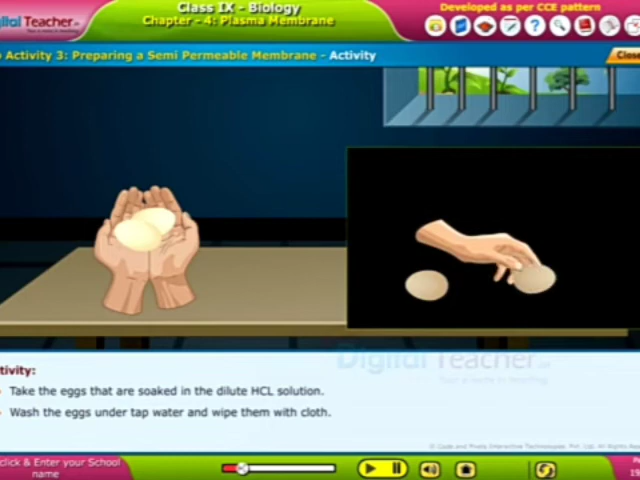 Digital Teacher
Class IX - Biology
Chapter - 4: Plasma Membrane
Developed as per CCE pattern
Activity 3: Preparing a Semi Permeable Membrane - Activity
Close
tivity:
Take the eggs that are soaked in the dilute HCL solution.
Wash the eggs under tap water and wipe them with cloth.
Digital Teacher
click & Enter your School
name